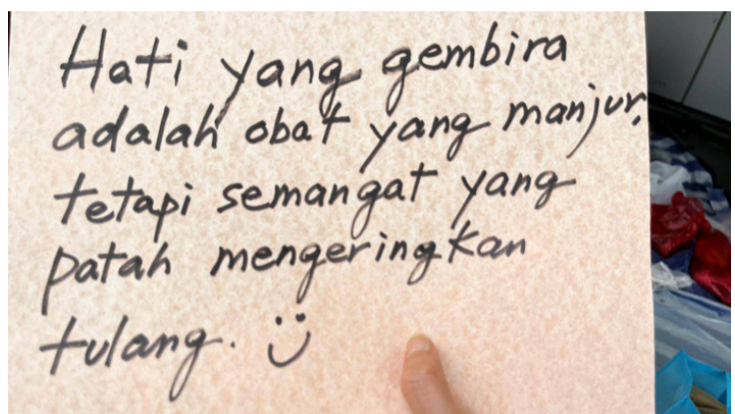 Hati yang gembira
adalah obat yang manjur,
tetapi semangat yang
patah mengeringkan
tulang. :)